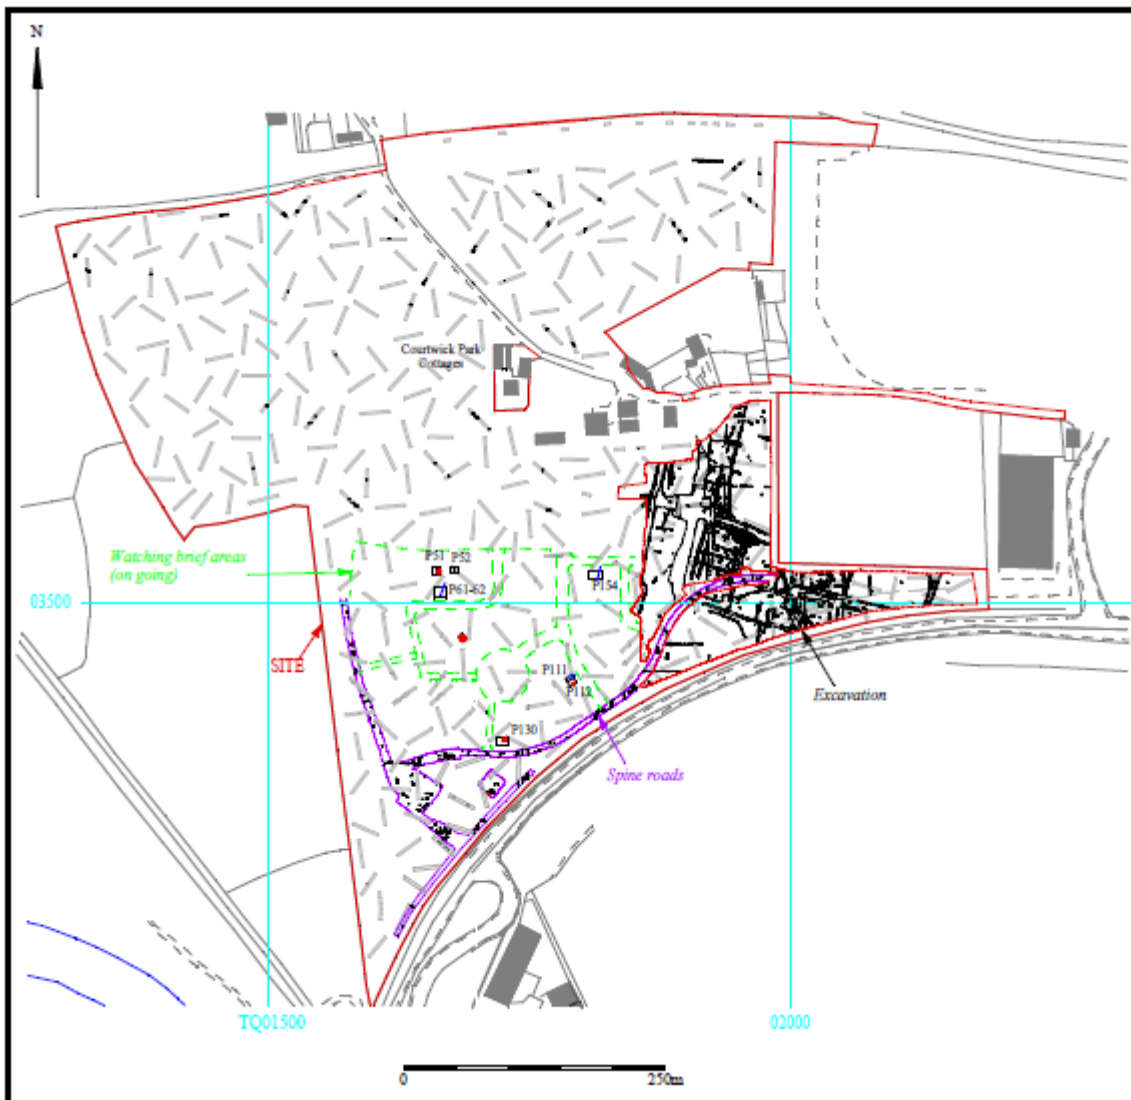 N
Courtwick Park
Cottages
Watching brief areas
(on going)
P51
P52
P61-62
P154
03500
SITE
P111
P112
Excavation
P130
Spine roads
TQ01500
02000
0
250m